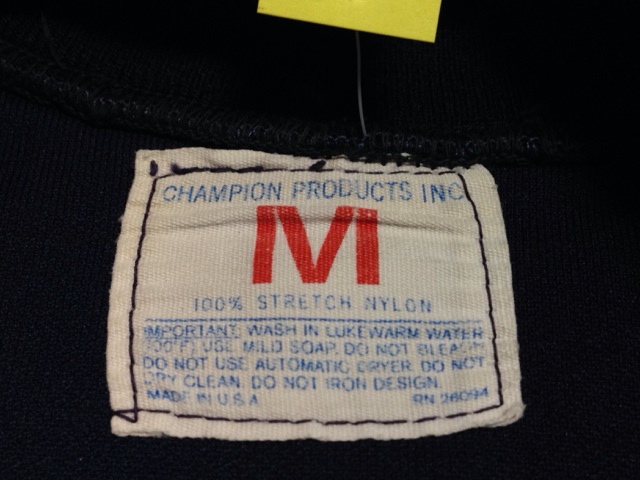 CHAMPION PRODUCTS INC
M
100% STRETCH NYLON
IMPORTANT: WASH IN LUKEWARM WATER
USE MILD SOAP. DO NOT BLEACH
DO NOT USE AUTOMATIC DRYER. DO NOT
DRY CLEAN. DO NOT IRON DESIGN.
MADE IN U.S.A. RN 26094